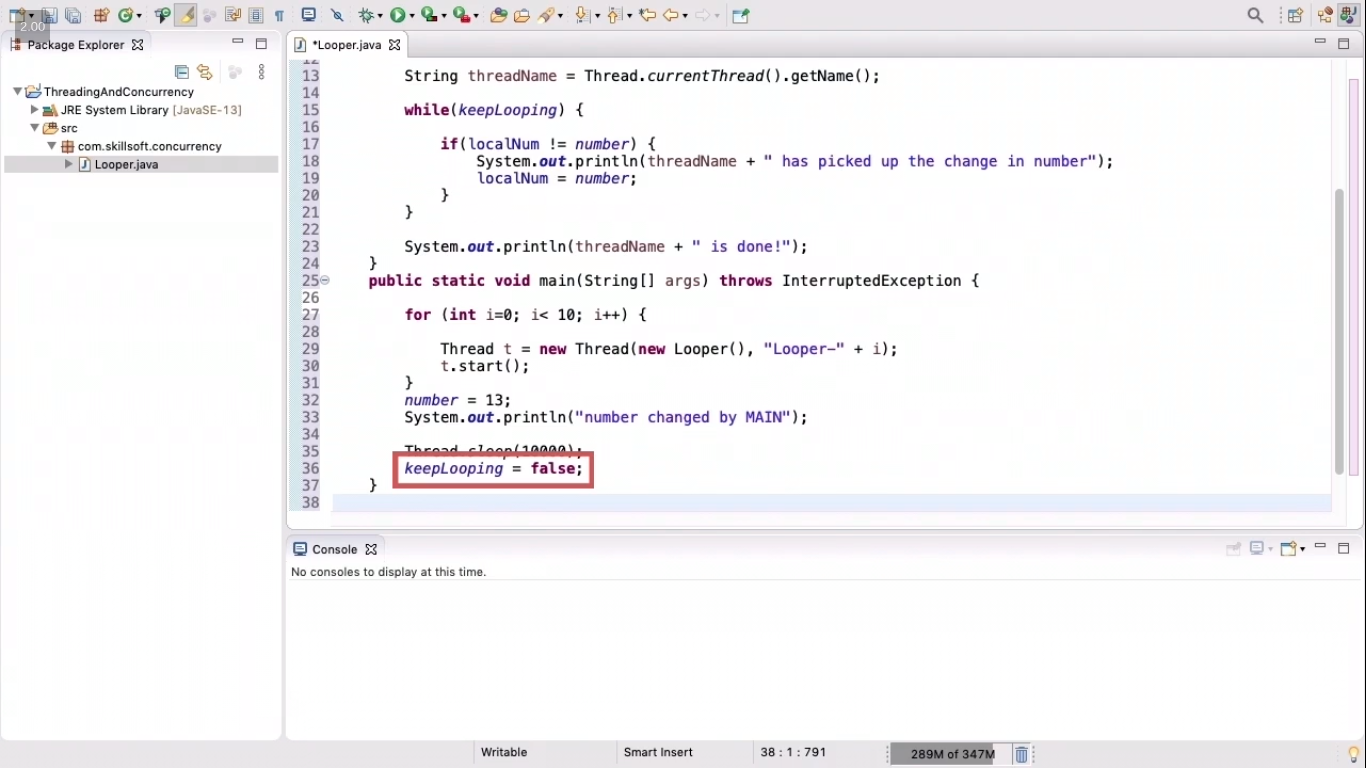 2.00
Package Explorer
ThreadingAndConcurrency
JRE System Library [JavaSE-13]
src
com.skillsoft.concurrency
Looper.java
*Looper.java
12
13 String threadName = Thread.currentThread().getName();
14
15 while(keepLooping) {
16
17 if(localNum != number) {
18 System.out.println(threadName + " has picked up the change in number");
19 localNum = number;
20 }
21 }
22
23 System.out.println(threadName + " is done!");
24 }
25 public static void main(String[] args) throws InterruptedException {
26
27 for (int i=0; i< 10; i++) {
28
29 Thread t = new Thread(new Looper(), "Looper-" + i);
30 t.start();
31 }
32 number = 13;
33 System.out.println("number changed by MAIN");
34
35 Thread.sleep(10000);
36 keepLooping = false;
37 }
38
Console
No consoles to display at this time.
Writable Smart Insert 38 : 1 : 791 289M of 347M